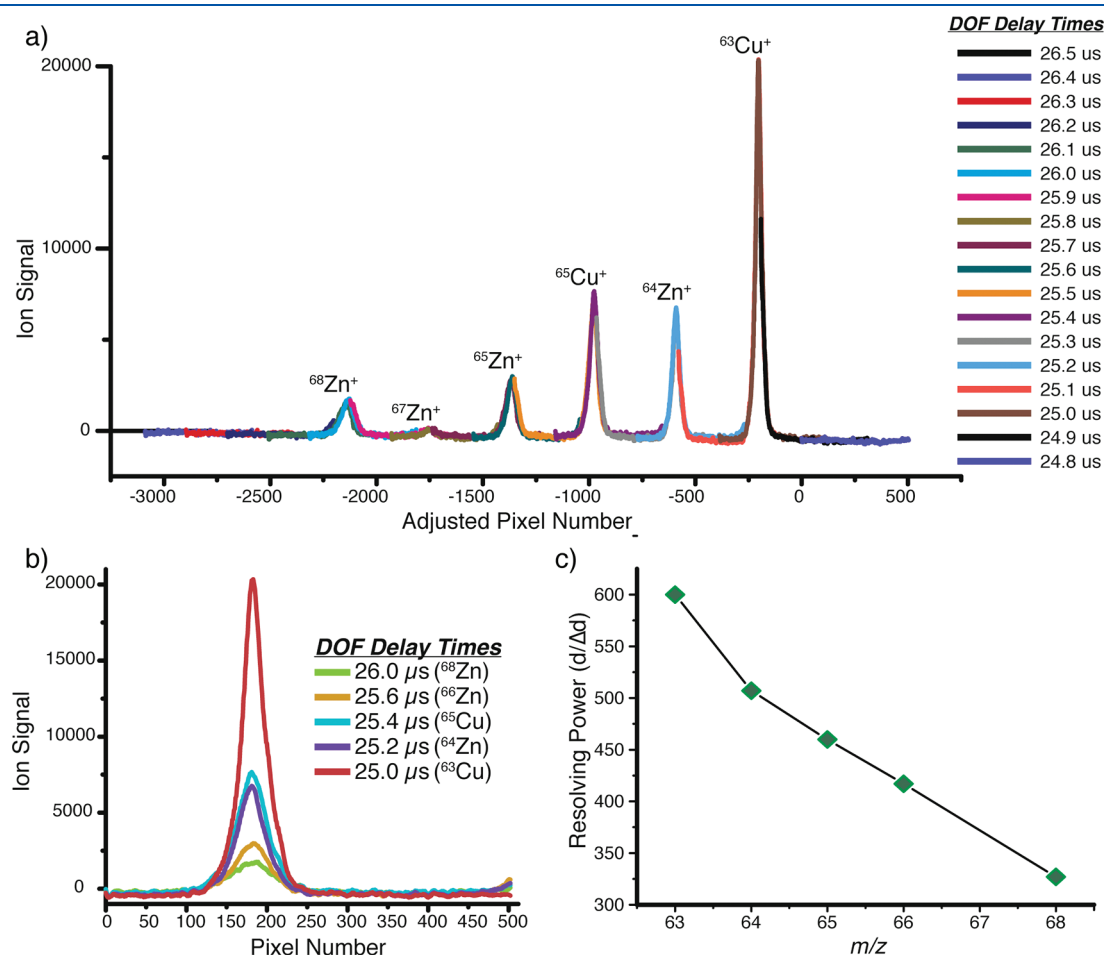 a)
DOF Delay Times
26.5 us
26.4 us
26.3 us
26.2 us
26.1 us
26.0 us
25.9 us
25.8 us
25.7 us
25.6 us
25.5 us
25.4 us
25.3 us
25.2 us
25.1 us
25.0 us
24.9 us
24.8 us
⁶³Cu⁺
⁶⁵Cu⁺
⁶⁴Zn⁺
⁶⁵Zn⁺
⁶⁸Zn⁺
⁶⁷Zn⁺
20000
10000
0
Ion Signal
-3000 -2500 -2000 -1500 -1000 -500 0 500
Adjusted Pixel Number
b)
20000
15000
10000
5000
0
Ion Signal
DOF Delay Times
26.0 µs (⁶⁸Zn)
25.6 µs (⁶⁶Zn)
25.4 µs (⁶⁵Cu)
25.2 µs (⁶⁴Zn)
25.0 µs (⁶³Cu)
0 50 100 150 200 250 300 350 400 450 500
Pixel Number
c)
600
550
500
450
400
350
300
Resolving Power (d/Δd)
63 64 65 66 67 68
m/z